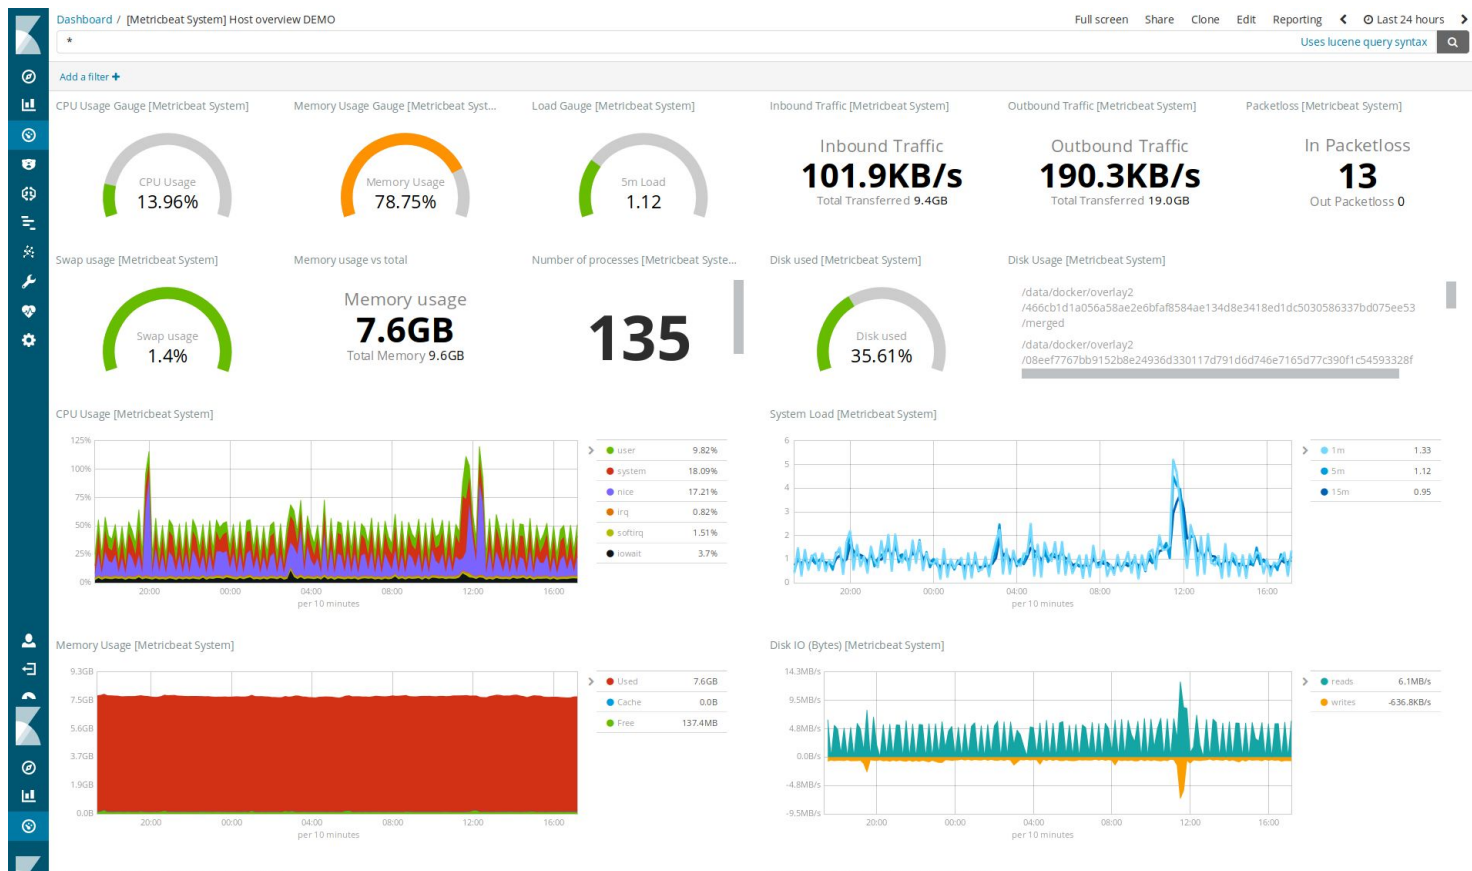 Dashboard / [Metricbeat System] Host overview DEMO
Full screen Share Clone Edit Reporting Last 24 hours
*
Uses lucene query syntax
Add a filter +
CPU Usage Gauge [Metricbeat System]
CPU Usage
13.96%
Memory Usage Gauge [Metricbeat Syst...
Memory Usage
78.75%
Load Gauge [Metricbeat System]
5m Load
1.12
Inbound Traffic [Metricbeat System]
Inbound Traffic
101.9KB/s
Total Transferred 9.4GB
Outbound Traffic [Metricbeat System]
Outbound Traffic
190.3KB/s
Total Transferred 19.0GB
Packetloss [Metricbeat System]
In Packetloss
13
Out Packetloss 0
Swap usage [Metricbeat System]
Swap usage
1.4%
Memory usage vs total
Memory usage
7.6GB
Total Memory 9.6GB
Number of processes [Metricbeat Syste...
135
Disk used [Metricbeat System]
Disk used
35.61%
Disk Usage [Metricbeat System]
/data/docker/overlay2
/466cb1d1a056a58ae2e6bfaf8584ae134d8e3418ed1dc5030586337bd075ee53
/merged
/data/docker/overlay2
/08eef7767bb9152b8e24936d330117d791d6d746e7165d77c390f1c54593328f
CPU Usage [Metricbeat System]
125%
100%
75%
50%
25%
0%
20:00 00:00 04:00 08:00 12:00 16:00
per 10 minutes
user 9.82%
system 18.09%
nice 17.21%
irq 0.82%
softirq 1.51%
iowait 3.7%
System Load [Metricbeat System]
6
5
4
3
2
1
0
20:00 00:00 04:00 08:00 12:00 16:00
per 10 minutes
1m 1.33
5m 1.12
15m 0.95
Memory Usage [Metricbeat System]
9.3GB
7.5GB
5.6GB
3.7GB
1.9GB
0.0B
20:00 00:00 04:00 08:00 12:00 16:00
per 10 minutes
Used 7.6GB
Cache 0.0B
Free 137.4MB
Disk IO (Bytes) [Metricbeat System]
14.3MB/s
9.5MB/s
4.8MB/s
0.0B/s
-4.8MB/s
-9.5MB/s
20:00 00:00 04:00 08:00 12:00 16:00
per 10 minutes
reads 6.1MB/s
writes -636.8KB/s